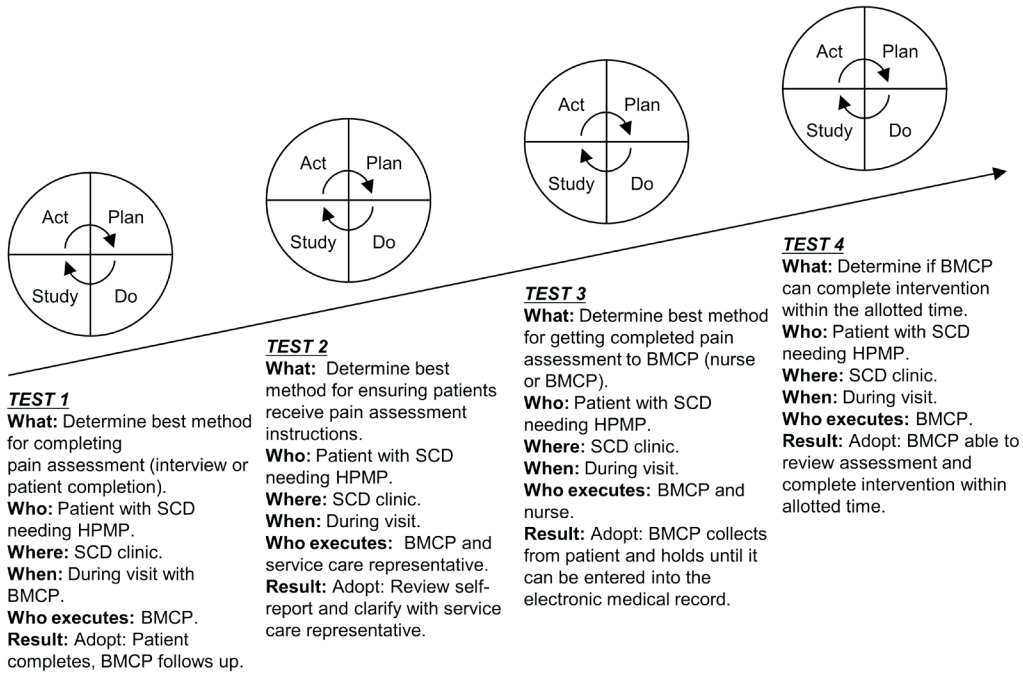 Act Plan
Study Do
TEST 1
What: Determine best method
for completing
pain assessment (interview or
patient completion).
Who: Patient with SCD
needing HPMP.
Where: SCD clinic.
When: During visit with
BMCP.
Who executes: BMCP.
Result: Adopt: Patient
completes, BMCP follows up.
Act Plan
Study Do
TEST 2
What: Determine best
method for ensuring patients
receive pain assessment
instructions.
Who: Patient with SCD
needing HPMP.
Where: SCD clinic.
When: During visit.
Who executes: BMCP and
service care representative.
Result: Adopt: Review self-
report and clarify with service
care representative.
Act Plan
Study Do
TEST 3
What: Determine best method
for getting completed pain
assessment to BMCP (nurse
or BMCP).
Who: Patient with SCD
needing HPMP.
Where: SCD clinic.
When: During visit.
Who executes: BMCP and
nurse.
Result: Adopt: BMCP collects
from patient and holds until it
can be entered into the
electronic medical record.
Act Plan
Study Do
TEST 4
What: Determine if BMCP
can complete intervention
within the allotted time.
Who: Patient with SCD
needing HPMP.
Where: SCD clinic.
When: During visit.
Who executes: BMCP.
Result: Adopt: BMCP able to
review assessment and
complete intervention within
allotted time.